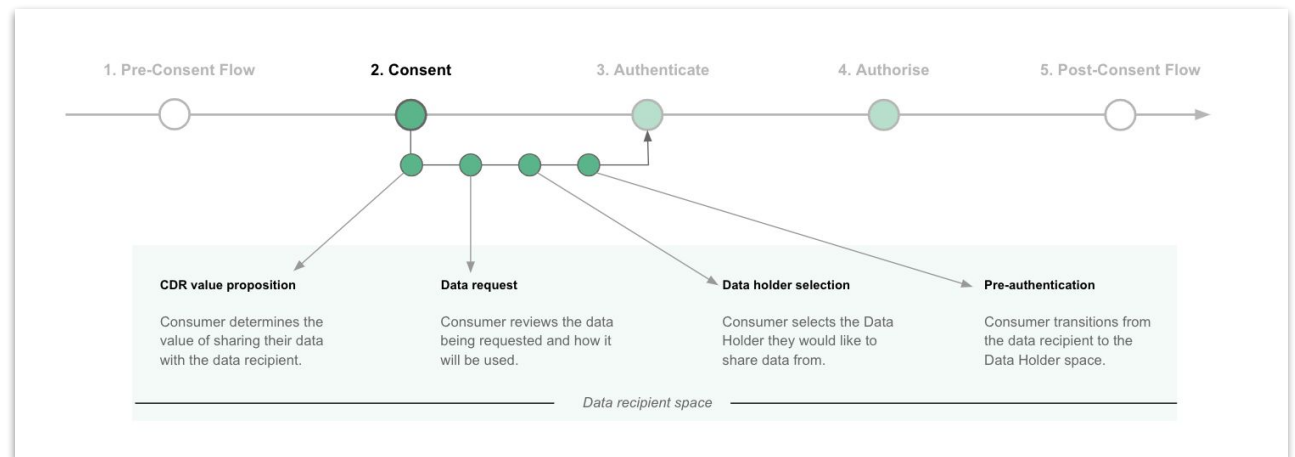 1. Pre-Consent Flow
2. Consent
3. Authenticate
4. Authorise
5. Post-Consent Flow
CDR value proposition
Consumer determines the
value of sharing their data
with the data recipient.
Data request
Consumer reviews the data
being requested and how it
will be used.
Data holder selection
Consumer selects the Data
Holder they would like to
share data from.
Pre-authentication
Consumer transitions from
the data recipient to the
Data Holder space.
Data recipient space